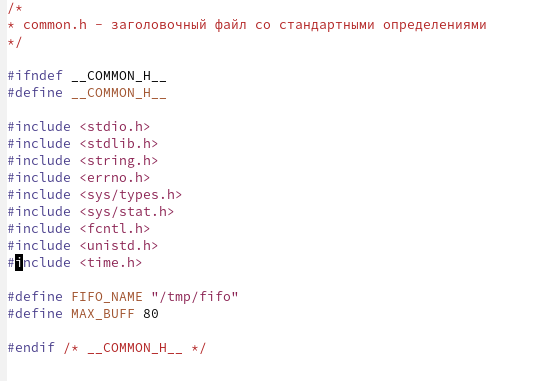 /*
* common.h – заголовочный файл со стандартными определениями
*/
#ifndef __COMMON_H__
#define __COMMON_H__
#include <stdio.h>
#include <stdlib.h>
#include <string.h>
#include <errno.h>
#include <sys/types.h>
#include <sys/stat.h>
#include <fcntl.h>
#include <unistd.h>
#include <time.h>
#define FIFO_NAME "/tmp/fifo"
#define MAX_BUFF 80
#endif /* __COMMON_H__ */